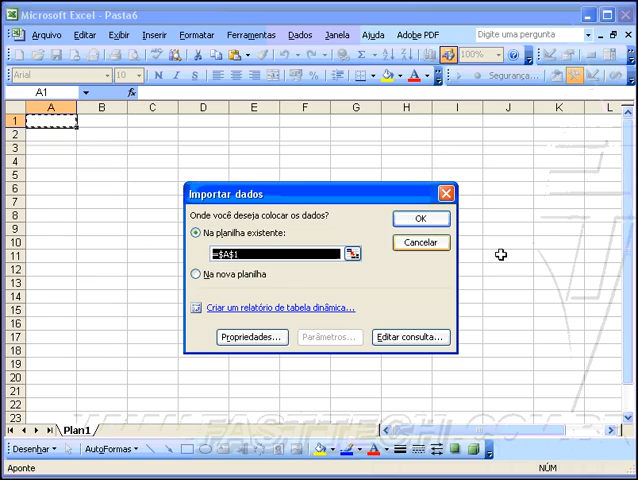 Microsoft Excel - Pasta6
Arquivo Editar Exibir Inserir Formatar Ferramentas Dados Janela Ajuda Adobe PDF Digite uma pergunta
100%
Arial 10 N I S Segurança...
A1 fx
A B C D E F G H I J K L
1
2
3
4
5
6
7
8
9
10
11
12
13
14
15
16
17
18
19
20
21
22
23
Importar dados
Onde você deseja colocar os dados?
Na planilha existente:
=$A$1
Na nova planilha
OK
Cancelar
Criar um relatório de tabela dinâmica...
Propriedades... Parâmetros... Editar consulta...
Plan1
Desenhar AutoFormas
Aponte NÚM